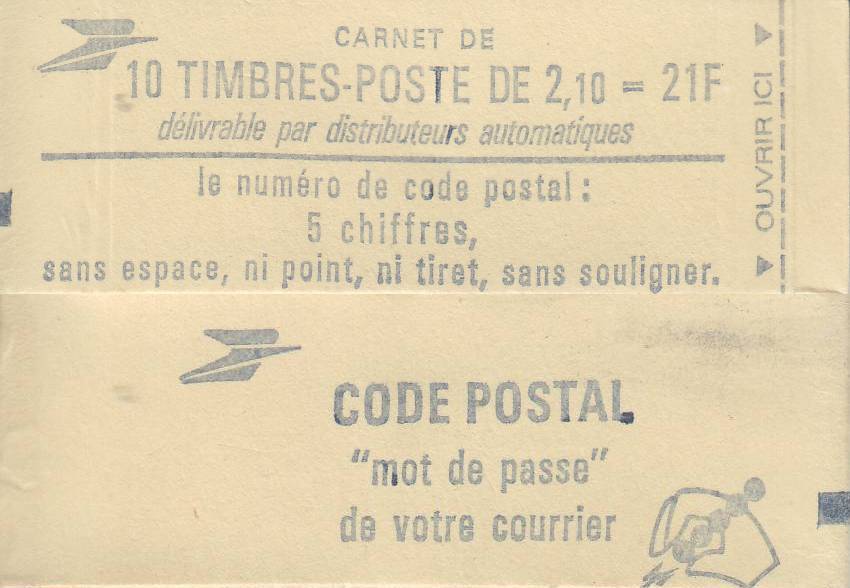 CARNET DE
10 TIMBRES-POSTE DE 2,10 = 21F
délivrable par distributeurs automatiques
le numéro de code postal :
5 chiffres,
sans espace, ni point, ni tiret, sans souligner.
OUVRIR ICI
CODE POSTAL
"mot de passe"
de votre courrier